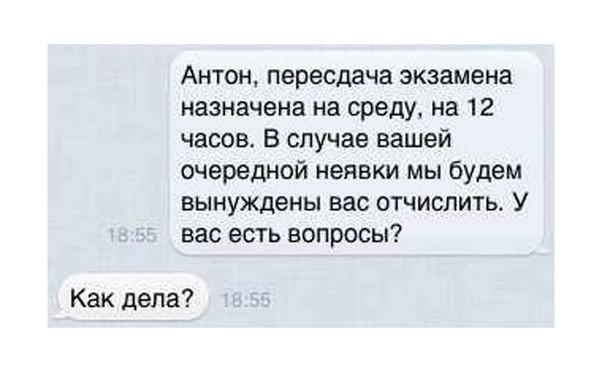 Антон, пересдача экзамена
назначена на среду, на 12
часов. В случае вашей
очередной неявки мы будем
вынуждены вас отчислить. У
вас есть вопросы?
18:55
Как дела?
18:55